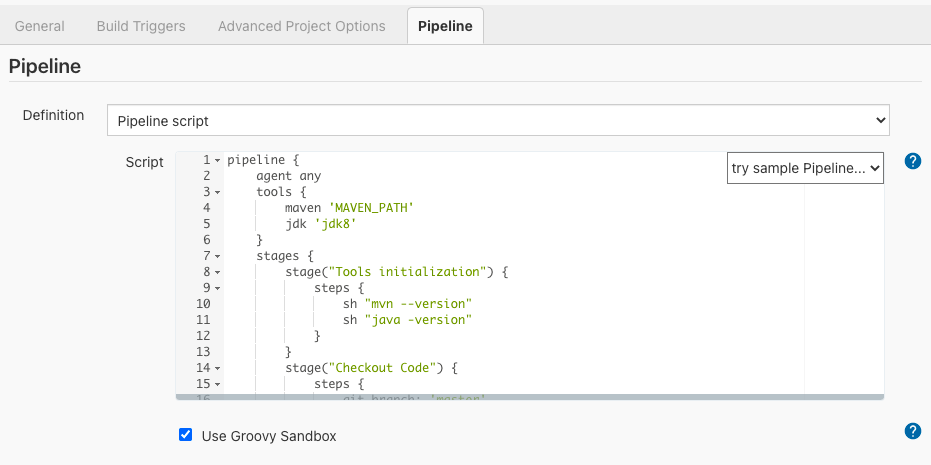 General Build Triggers Advanced Project Options Pipeline
Pipeline
Definition Pipeline script
Script try sample Pipeline... ?
1 pipeline {
2     agent any
3     tools {
4         maven 'MAVEN_PATH'
5         jdk 'jdk8'
6     }
7     stages {
8         stage("Tools initialization") {
9             steps {
10                 sh "mvn --version"
11                 sh "java -version"
12             }
13         }
14         stage("Checkout Code") {
15             steps {
16                 git branch: 'master'
Use Groovy Sandbox ?